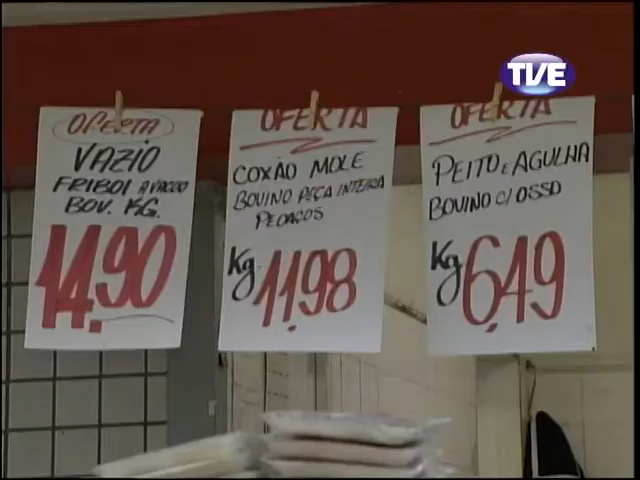 TVE
OFERTA
VAZIO
FRIBOI A VACUO
BOV. KG.
14.90
OFERTA
COXÃO MOLE
BOVINO PEÇA INTEIRA
PEDAÇOS
Kg 11,98
OFERTA
PEITO E AGULHA
BOVINO C/ OSSO
Kg 6,49